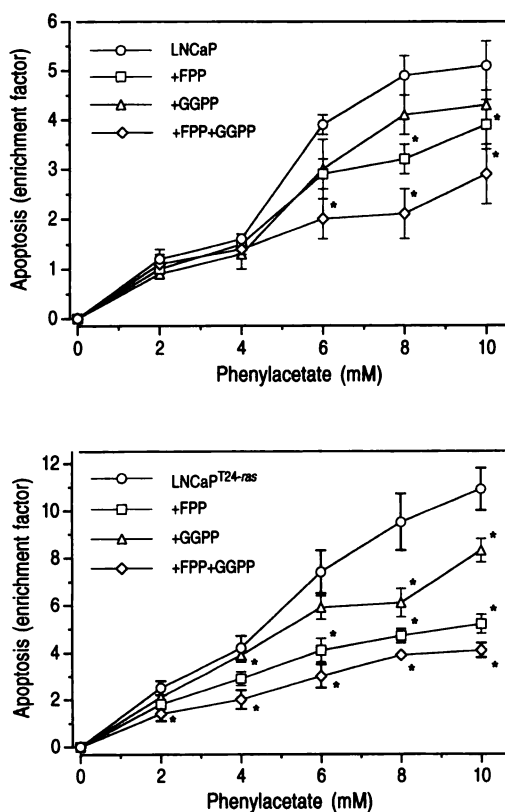 6
5
4
3
2
1
0
Apoptosis (enrichment factor)
LNCaP
+FPP
+GGPP
+FPP+GGPP
*
*
*
*
*
0 2 4 6 8 10
Phenylacetate (mM)
12
10
8
6
4
2
0
Apoptosis (enrichment factor)
LNCaPT24-ras
+FPP
+GGPP
+FPP+GGPP
*
*
*
*
*
*
*
*
*
*
*
0 2 4 6 8 10
Phenylacetate (mM)